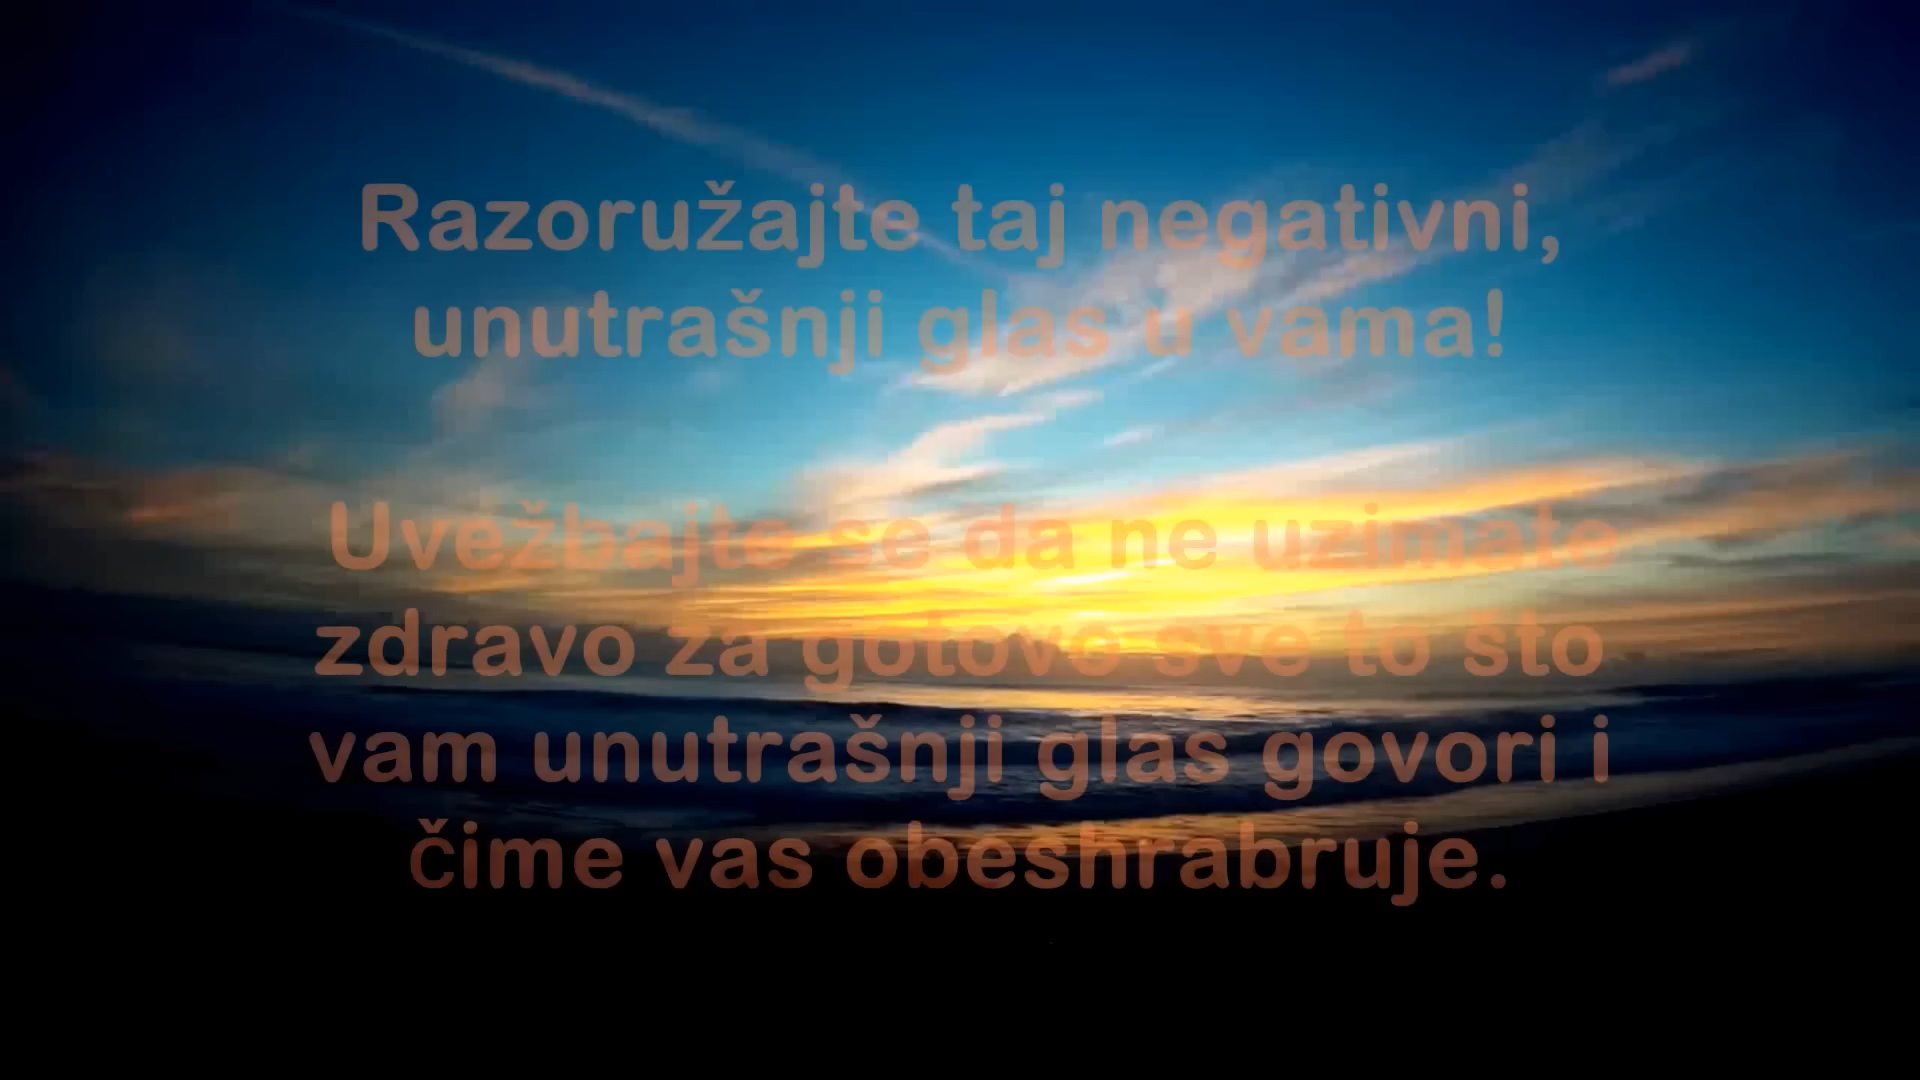 Razoružajte taj negativni,
unutrašnji glas u vama!
Uvežbajte se da ne uzimate
zdravo za gotovo sve to što
vam unutrašnji glas govori i
čime vas obeshrabruje.